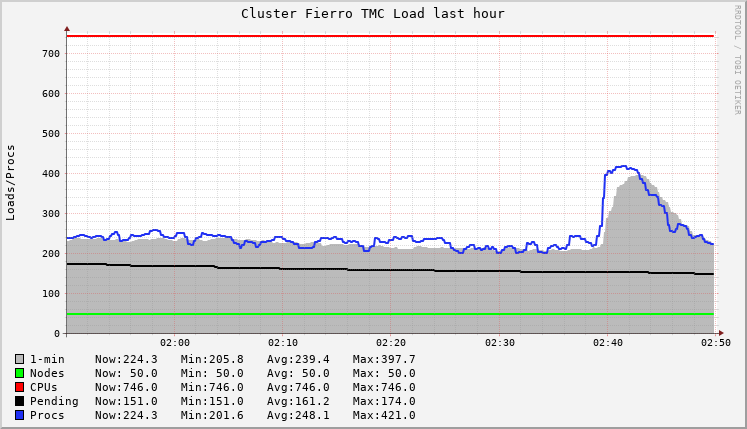 Cluster Fierro TMC Load last hour
RRDTOOL / TOBI OETIKER
Loads/Procs
700
600
500
400
300
200
100
0
02:00 02:10 02:20 02:30 02:40 02:50
1-min Now:224.3 Min:205.8 Avg:239.4 Max:397.7
Nodes Now: 50.0 Min: 50.0 Avg: 50.0 Max: 50.0
CPUs Now:746.0 Min:746.0 Avg:746.0 Max:746.0
Pending Now:151.0 Min:151.0 Avg:161.2 Max:174.0
Procs Now:224.3 Min:201.6 Avg:248.1 Max:421.0